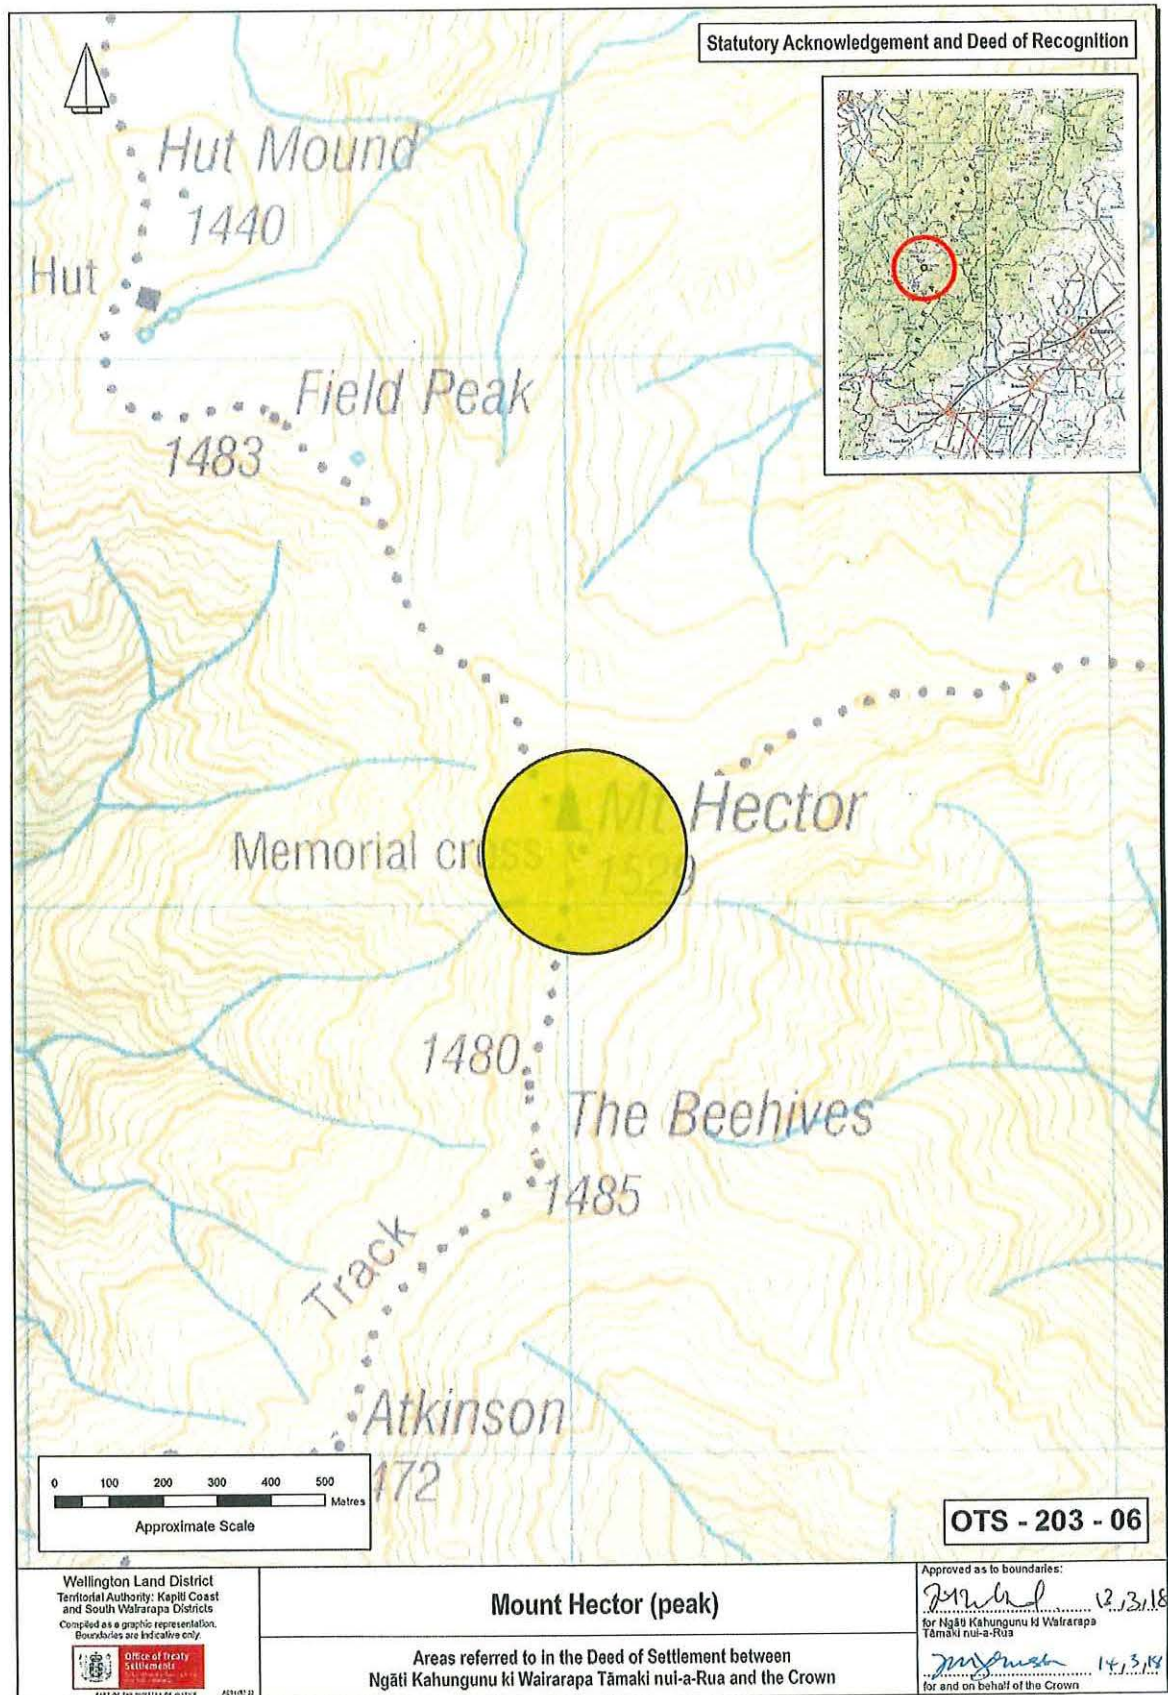 Statutory Acknowledgement and Deed of Recognition
Hut Mound
1440
Hut
Field Peak
1483
Mt Hector
Memorial cross
1529
1480
The Beehives
1485
Track
Atkinson
472
0 100 200 300 400 500
Metres
Approximate Scale
OTS - 203 - 06
Wellington Land District
Territorial Authority: Kapiti Coast
and South Wairarapa Districts
Compiled as a graphic representation.
Boundaries are indicative only.
Office of Treaty
Settlements
Mount Hector (peak)
Areas referred to in the Deed of Settlement between
Ngāti Kahungunu ki Wairarapa Tāmaki nui-a-Rua and the Crown
Approved as to boundaries:
12,3,18
for Ngāti Kahungunu ki Wairarapa
Tāmaki nui-a-Rua
14,3,18
for and on behalf of the Crown